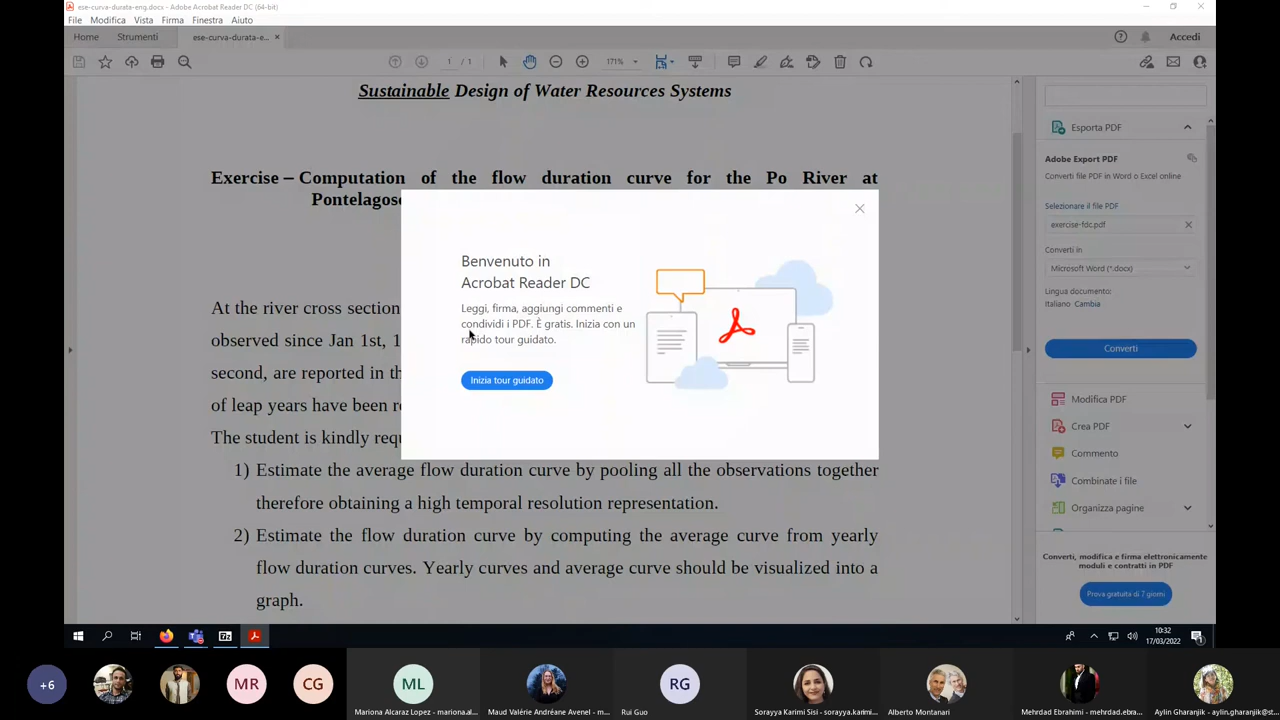 ese-curva-durata-eng.docs - Adobe Acrobat Reader DC (64-bit)
File Modifica Vista Firma Finestra Aiuto
Home Strumenti ese-curva-durata-e... Accedi
1 / 1 171%
Sustainable Design of Water Resources Systems
Exercise – Computation of the flow duration curve for the Po River at
Pontelagosc
At the river cross section
observed since Jan 1st, 1
second, are reported in th
of leap years have been r
The student is kindly requ
1) Estimate the average flow duration curve by pooling all the observations together
therefore obtaining a high temporal resolution representation.
2) Estimate the flow duration curve by computing the average curve from yearly
flow duration curves. Yearly curves and average curve should be visualized into a
graph.
Benvenuto in
Acrobat Reader DC
Leggi, firma, aggiungi commenti e
condividi i PDF. È gratis. Inizia con un
rapido tour guidato.
Inizia tour guidato
Esporta PDF
Adobe Export PDF
Converti file PDF in Word o Excel online
Selezionare il file PDF
exercise-fdc.pdf
Converti in
Microsoft Word (*.docx)
Lingua documento:
Italiano Cambia
Converti
Modifica PDF
Crea PDF
Commento
Combinate i file
Organizza pagine
Converti, modifica e firma elettronicamente
moduli e contratti in PDF
Prova gratuita di 7 giorni
10:32
17/03/2022
+6 MR CG ML RG
Mariona Alcaraz Lopez - mariona.al... Maud Valérie Andréane Avenel - m... Rui Guo Sorayya Karimi Sisi - sorayya.karimi... Alberto Montanari Mehrdad Ebrahimi - mehrdad.ebra... Aylin Gharanjik - aylin.gharanjik@st...